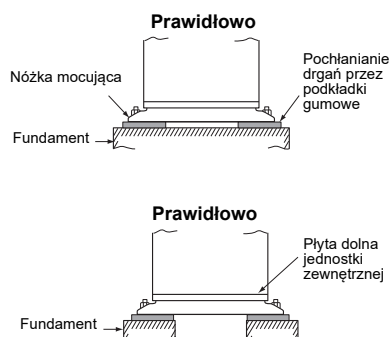 Prawidłowo
Nóżka mocująca
Pochłanianie
drgań przez
podkładki
gumowe
Fundament
Prawidłowo
Płyta dolna
jednostki
zewnętrznej
Fundament